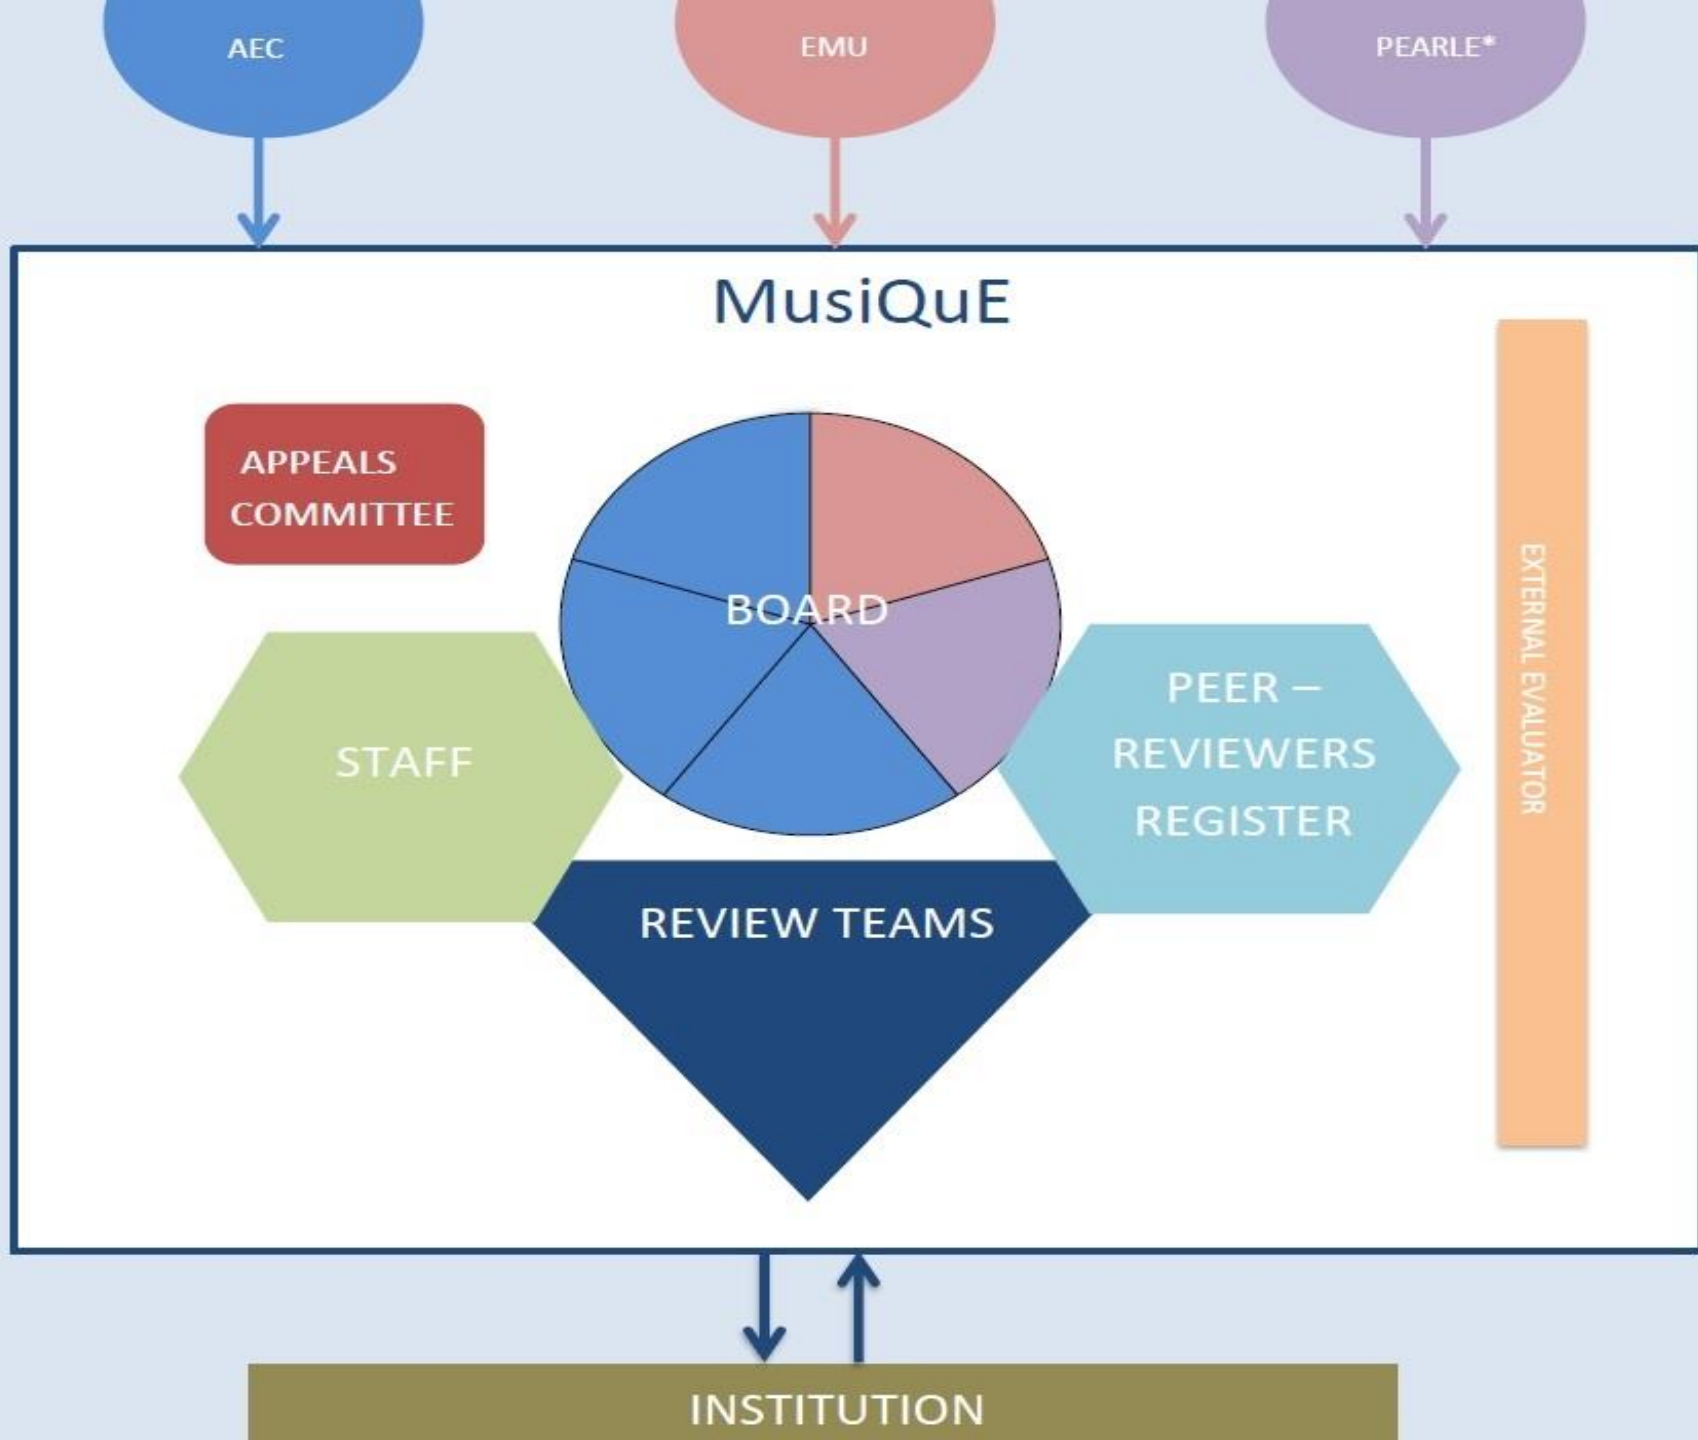 AEC
EMU
PEARLE*
MusiQuE
APPEALS
COMMITTEE
BOARD
STAFF
PEER –
REVIEWERS
REGISTER
EXTERNAL EVALUATOR
REVIEW TEAMS
INSTITUTION